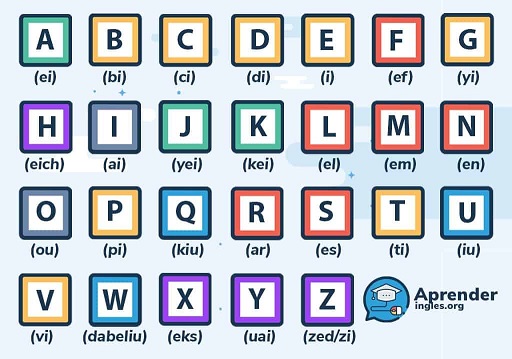 A B C D E F G
(ei) (bi) (ci) (di) (i) (ef) (yi)
H I J K L M N
(eich) (ai) (yei) (kei) (el) (em) (en)
O P Q R S T U
(ou) (pi) (kiu) (ar) (es) (ti) (iu)
V W X Y Z
(vi) (dabeliu) (eks) (uai) (zed/zi)
Aprender
ingles.org